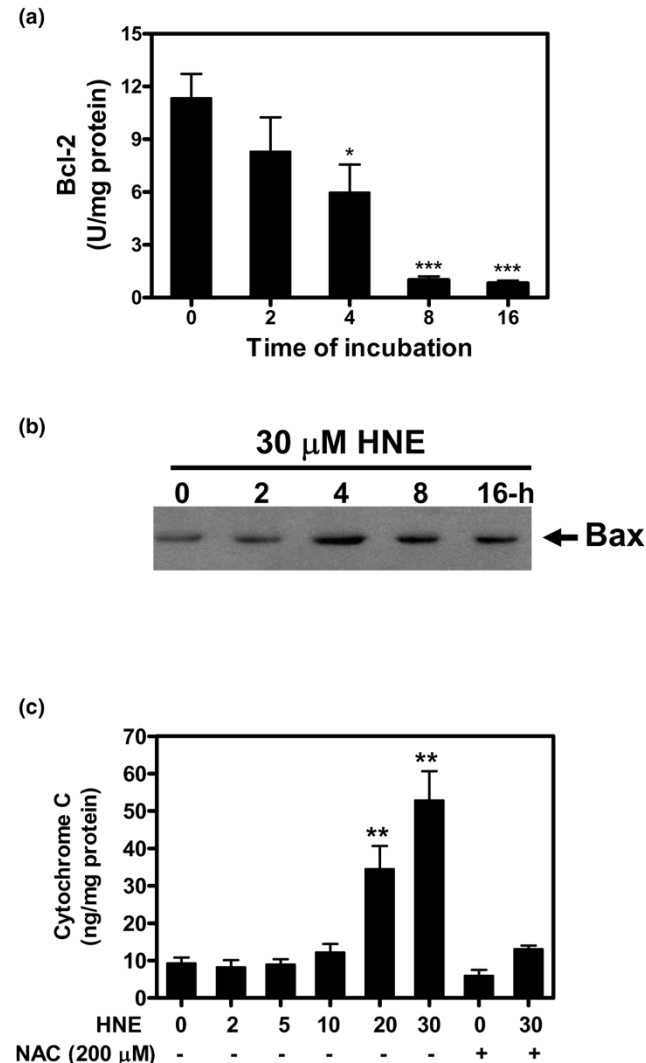 (a)
15
12
9
6
3
0
Bcl-2
(U/mg protein)
*
***
***
0 2 4 8 16
Time of incubation
(b)
30 μM HNE
0 2 4 8 16-h
Bax
(c)
70
60
50
40
30
20
10
0
Cytochrome C
(ng/mg protein)
**
**
HNE 0 2 5 10 20 30 0 30
NAC (200 μM) - - - - - - + +